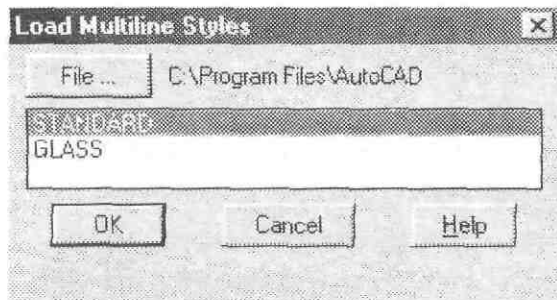 Load Multiline Styles
File ... C:\Program Files\AutoCAD
STANDARD
GLASS
OK Cancel Help